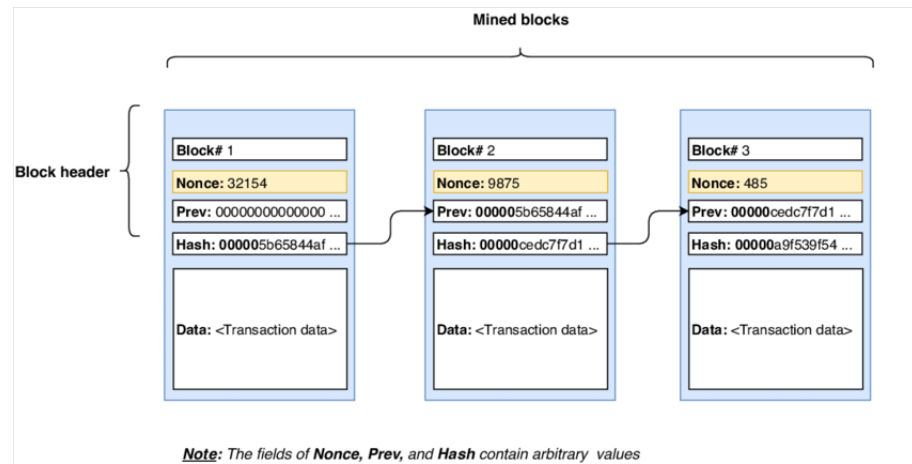 Mined blocks
Block header
Block# 1
Nonce: 32154
Prev: 00000000000000 ...
Hash: 000005b65844af ...
Data: <Transaction data>
Block# 2
Nonce: 9875
Prev: 000005b65844af ...
Hash: 00000cedc7f7d1 ...
Data: <Transaction data>
Block# 3
Nonce: 485
Prev: 00000cedc7f7d1 ...
Hash: 00000a9f539f54 ...
Data: <Transaction data>
Note: The fields of Nonce, Prev, and Hash contain arbitrary values